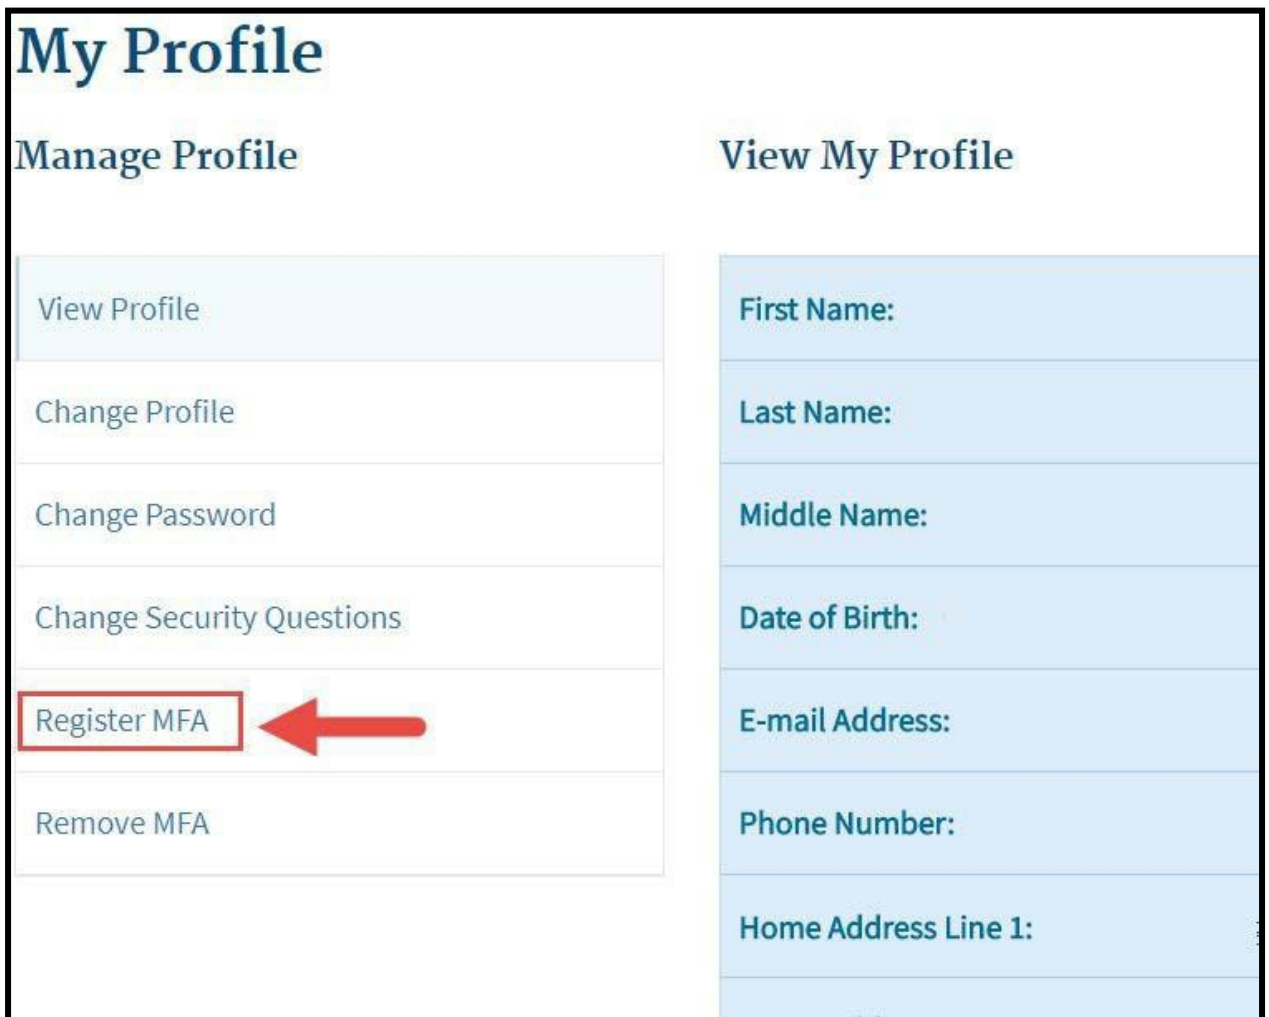 My Profile
Manage Profile
View Profile
Change Profile
Change Password
Change Security Questions
Register MFA
Remove MFA
View My Profile
First Name:
Last Name:
Middle Name:
Date of Birth:
E-mail Address:
Phone Number:
Home Address Line 1: